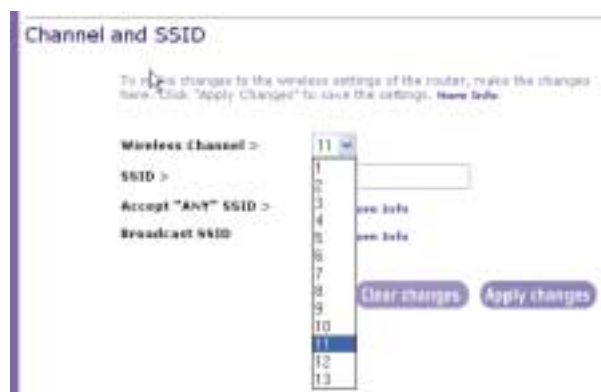 Channel and SSID
To make changes to the wireless settings of the router, make the changes
here. Click "Apply Changes" to save the settings. More Info
Wireless Channel > 11
SSID >
Accept "ANY" SSID >
Broadcast SSID
1
2
3
4
5
6
7
8
9
10
11
12
13
Info
Info
Clear changes
Apply changes